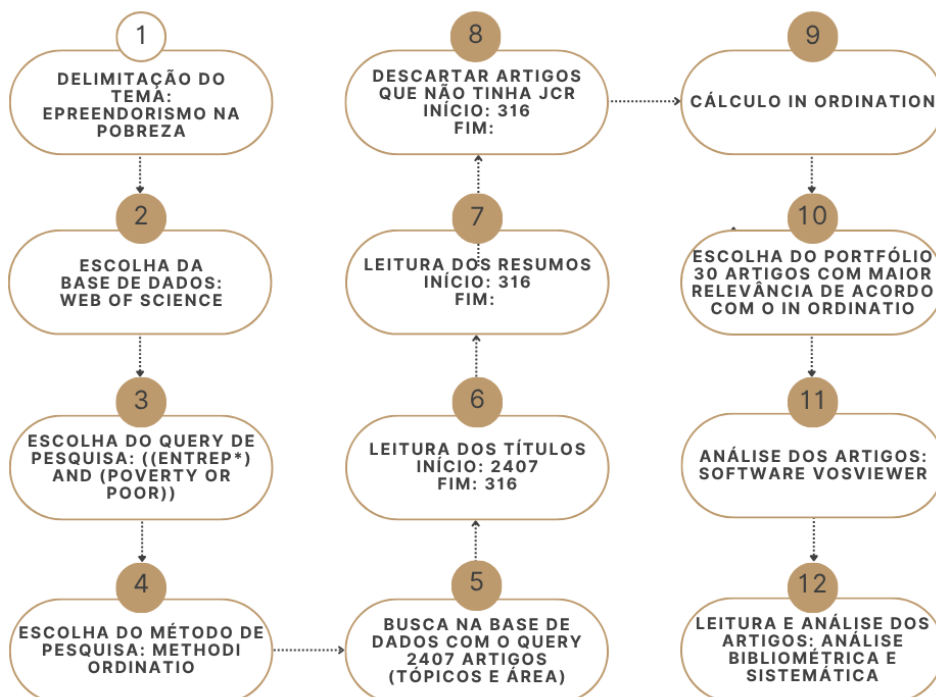 1
DELIMITAÇÃO DO
TEMA:
EPREENDORISMO NA
POBREZA
2
ESCOLHA DA
BASE DE DADOS:
WEB OF SCIENCE
3
ESCOLHA DO QUERY DE
PESQUISA: ((ENTREP*)
AND (POVERTY OR
POOR))
4
ESCOLHA DO MÉTODO DE
PESQUISA: METHODI
ORDINATIO
5
BUSCA NA BASE DE
DADOS COM O QUERY
2407 ARTIGOS
(TÓPICOS E ÁREA)
6
LEITURA DOS TÍTULOS
INÍCIO: 2407
FIM: 316
7
LEITURA DOS RESUMOS
INÍCIO: 316
FIM:
8
DESCARTAR ARTIGOS
QUE NÃO TINHA JCR
INÍCIO: 316
FIM:
9
CÁLCULO IN ORDINATION
10
ESCOLHA DO PORTFÓLIO
30 ARTIGOS COM MAIOR
RELEVÂNCIA DE ACORDO
COM O IN ORDINATIO
11
ANÁLISE DOS ARTIGOS:
SOFTWARE VOSVIEWER
12
LEITURA E ANÁLISE DOS
ARTIGOS: ANÁLISE
BIBLIOMÉTRICA E
SISTEMÁTICA